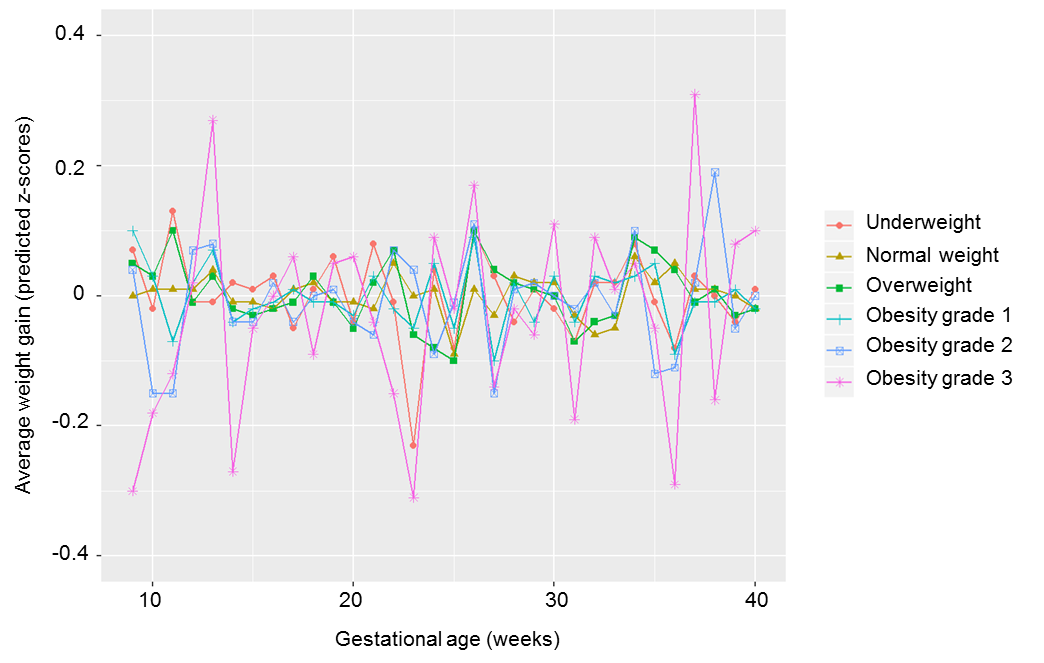 Average weight gain (predicted z-scores)
0.4
0.2
0
-0.2
-0.4
10 20 30 40
Gestational age (weeks)
Underweight
Normal weight
Overweight
Obesity grade 1
Obesity grade 2
Obesity grade 3